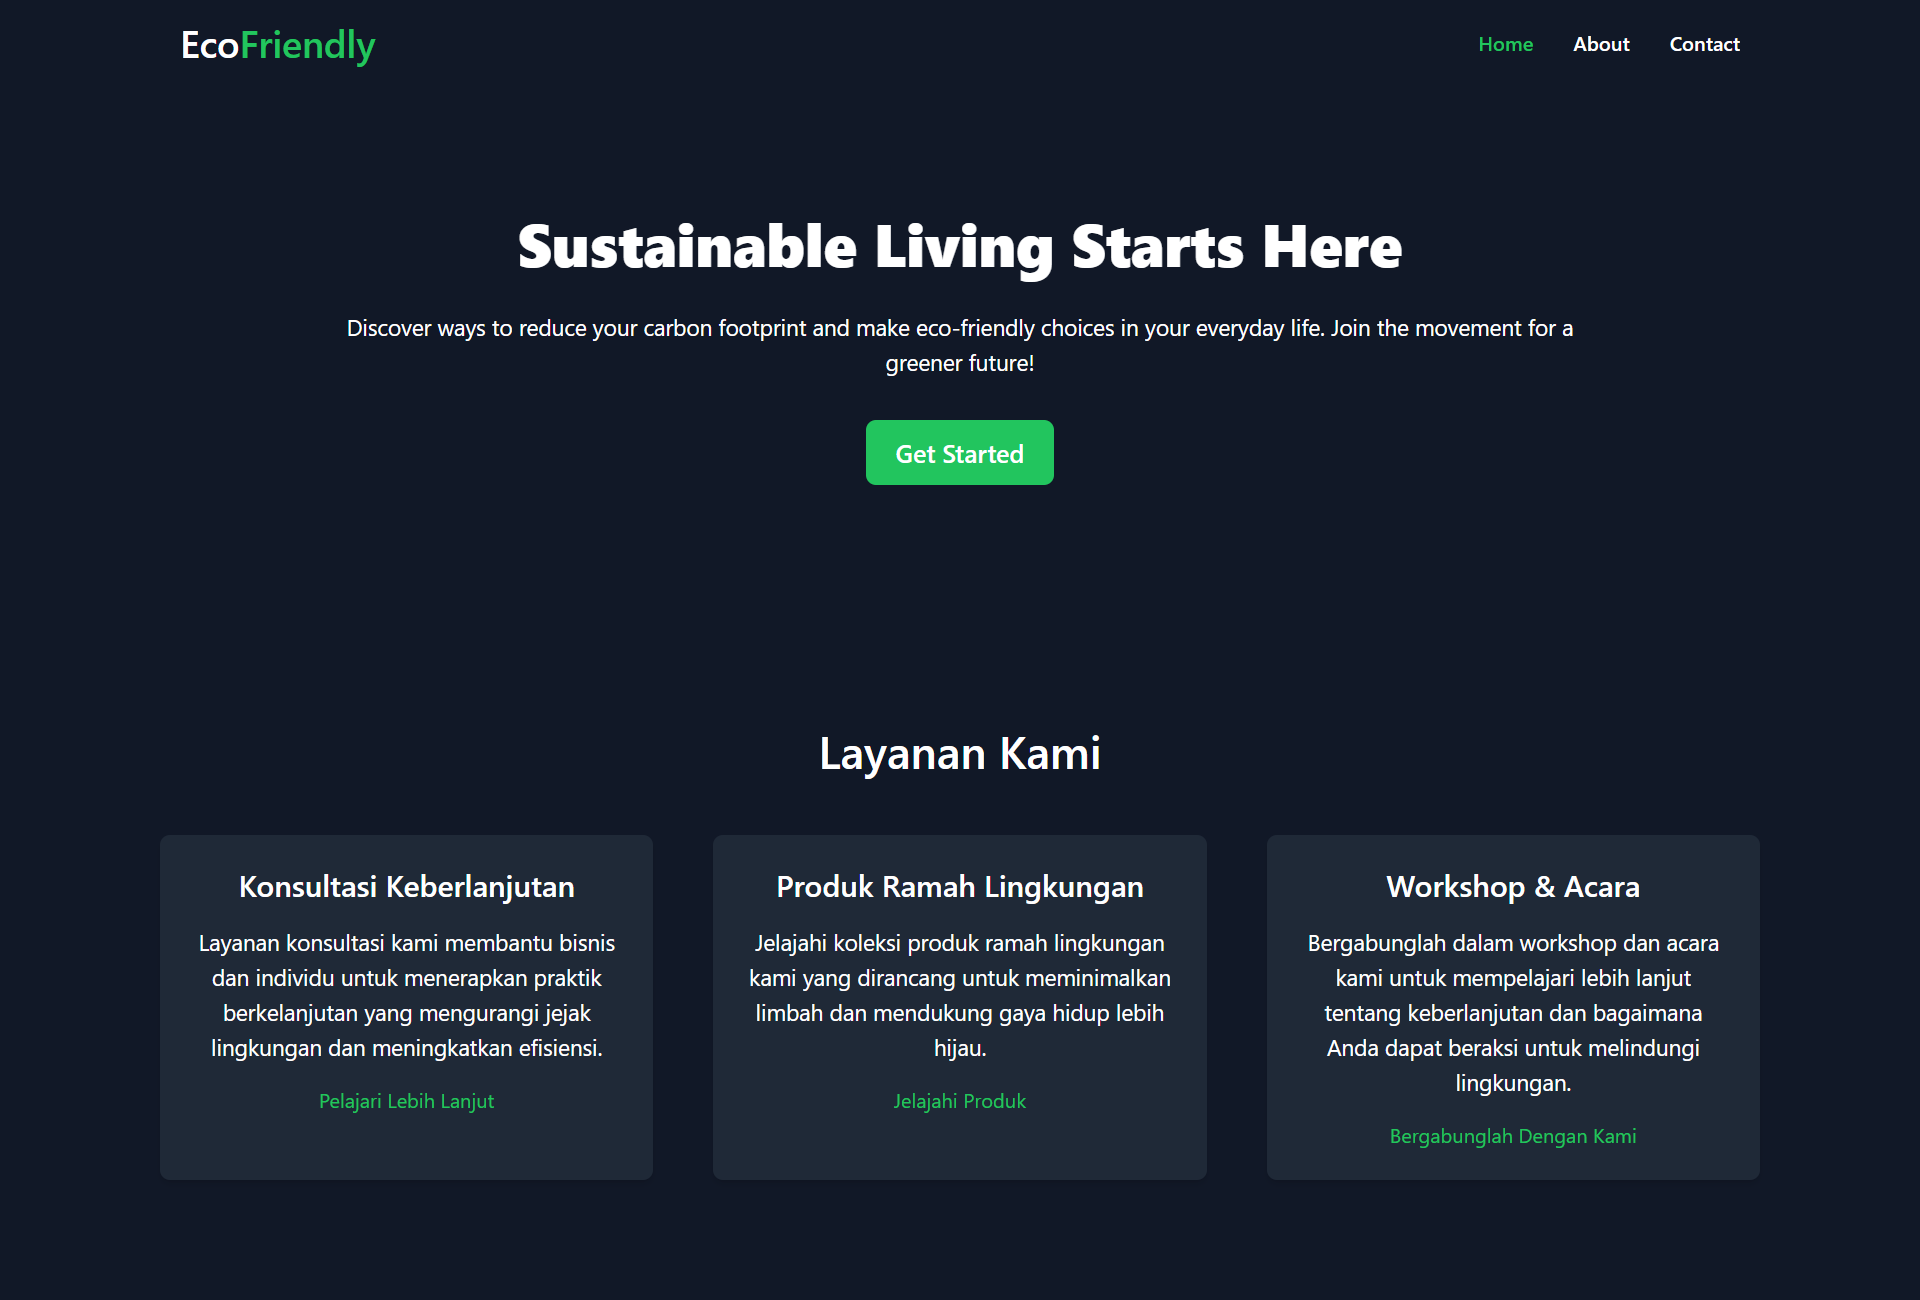 EcoFriendly
Home About Contact
Sustainable Living Starts Here
Discover ways to reduce your carbon footprint and make eco-friendly choices in your everyday life. Join the movement for a
greener future!
Get Started
Layanan Kami
Konsultasi Keberlanjutan
Layanan konsultasi kami membantu bisnis
dan individu untuk menerapkan praktik
berkelanjutan yang mengurangi jejak
lingkungan dan meningkatkan efisiensi.
Pelajari Lebih Lanjut
Produk Ramah Lingkungan
Jelajahi koleksi produk ramah lingkungan
kami yang dirancang untuk meminimalkan
limbah dan mendukung gaya hidup lebih
hijau.
Jelajahi Produk
Workshop & Acara
Bergabunglah dalam workshop dan acara
kami untuk mempelajari lebih lanjut
tentang keberlanjutan dan bagaimana
Anda dapat beraksi untuk melindungi
lingkungan.
Bergabunglah Dengan Kami